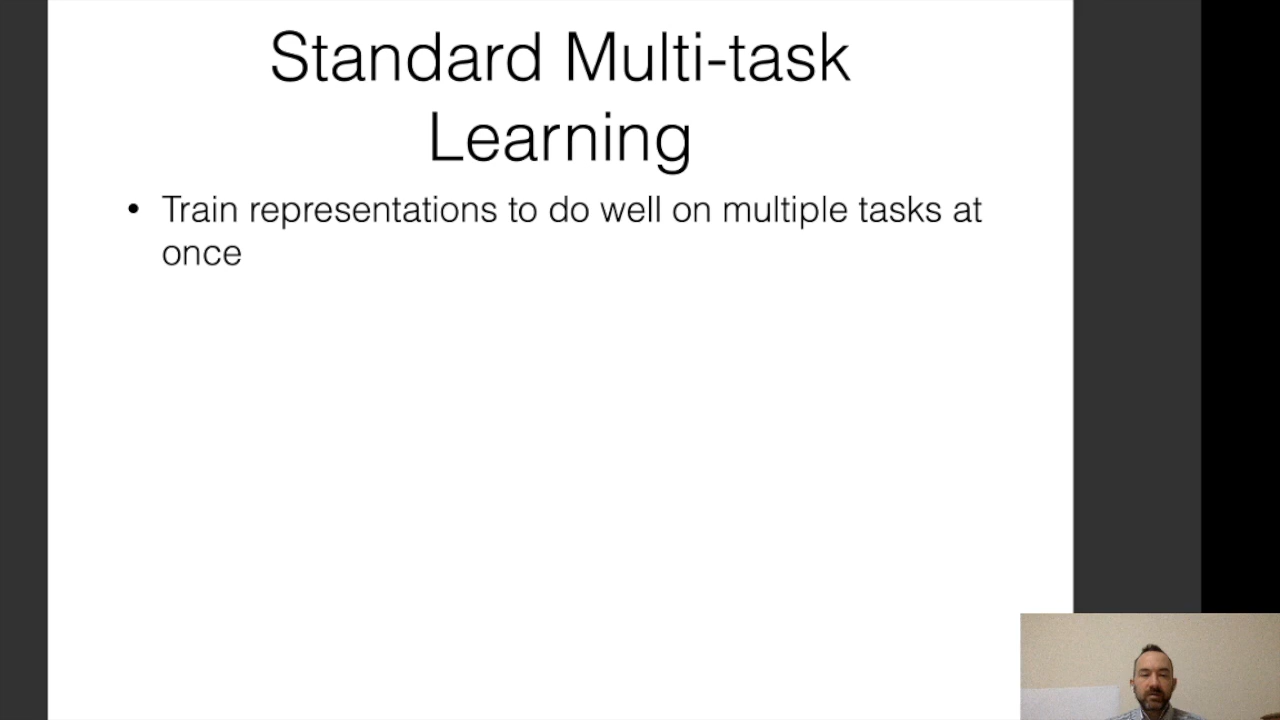 Standard Multi-task
Learning
• Train representations to do well on multiple tasks at
once